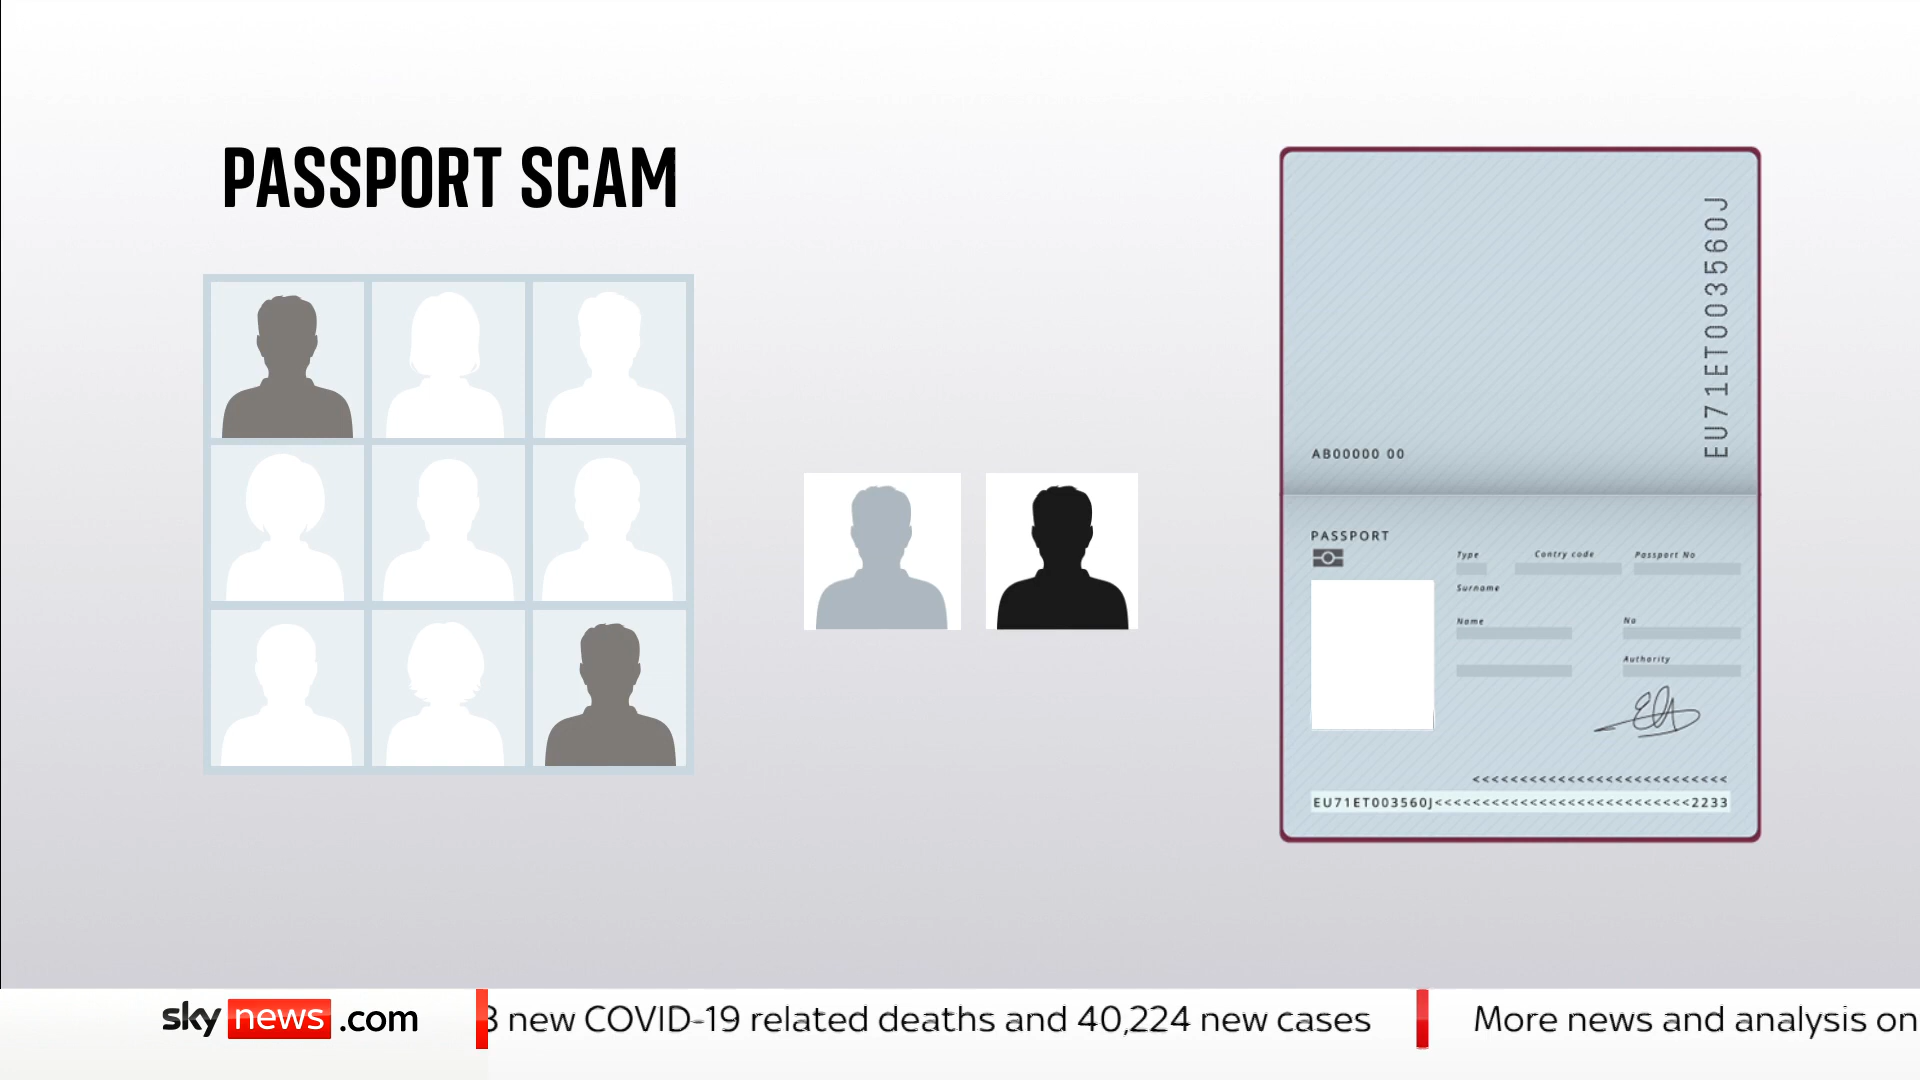 PASSPORT SCAM
EU71ET003560J
AB00000 00
PASSPORT
Type
Contry code
Passport No
Surname
Name
No
Authority
<<<<<<<<<<<<<<<<<<<<<<<<<<<
EU71ET003560J<<<<<<<<<<<<<<<<<<<<<<<<<<<2233
sky news .com
new COVID-19 related deaths and 40,224 new cases
More news and analysis on